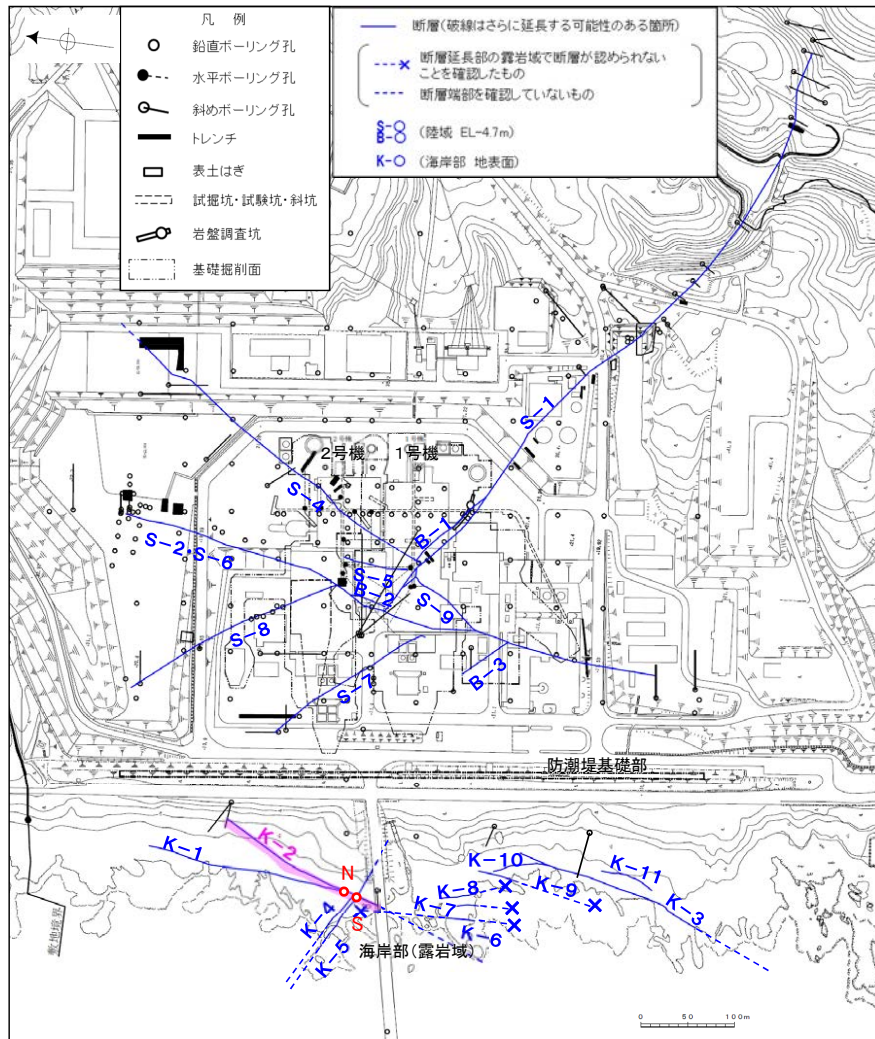 凡 例
鉛直ボーリング孔
水平ボーリング孔
斜めボーリング孔
トレンチ
表土はぎ
試掘坑・試験坑・斜坑
岩盤調査坑
基礎掘削面
断層(破線はさらに延長する可能性のある箇所)
断層延長部の露岩域で断層が認められない
ことを確認したもの
断層端部を確認していないもの
S-○
B-○
(陸域 EL-4.7m)
K-○ (海岸部 地表面)
S-1
2号機
1号機
S-4
B-1
S-2・S-6
S-5
B-2
S-9
S-8
B-3
S-7
防潮堤基礎部
K-2
K-1
K-10
K-11
N
K-8
K-9
K-7
K-3
K-4
S
K-6
K-5
海岸部(露岩域)
敷地境界
0 50 100m